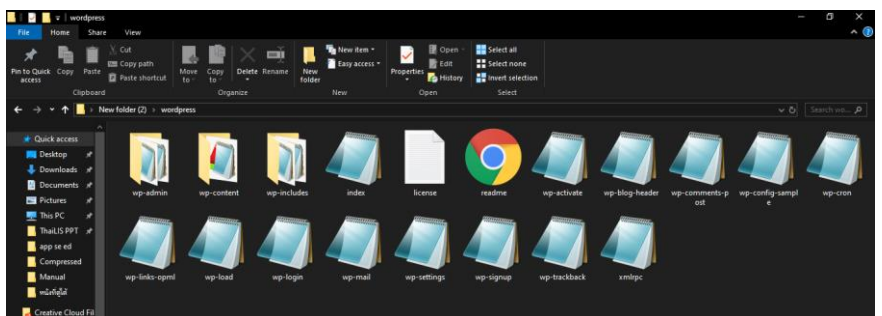 wordpress
File Home Share View
Pin to Quick access
Copy
Paste
Cut
Copy path
Paste shortcut
Clipboard
Move to
Copy to
Delete
Rename
Organize
New folder
New item
Easy access
New
Properties
Open
Edit
History
Open
Select all
Select none
Invert selection
Select
New folder (2) › wordpress
Search wo...
Quick access
Desktop
Downloads
Documents
Pictures
This PC
ThaiLIS PPT
app se ed
Compressed
Manual
Creative Cloud Fil
wp-admin
wp-content
wp-includes
index
license
readme
wp-activate
wp-blog-header
wp-comments-p
ost
wp-config-sampl
e
wp-cron
wp-links-opml
wp-load
wp-login
wp-mail
wp-settings
wp-signup
wp-trackback
xmlrpc